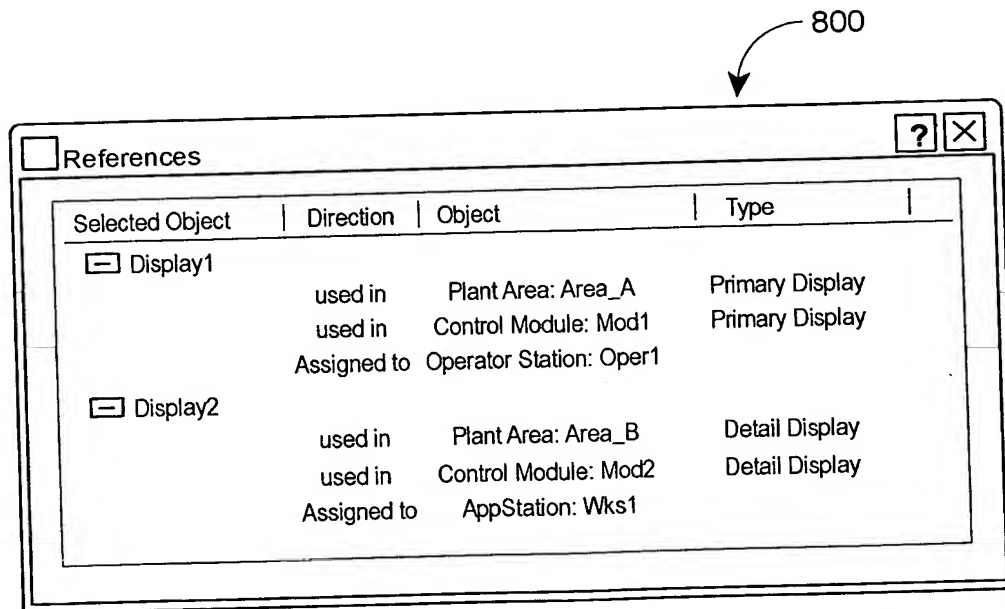 800
References ? X
Selected Object | Direction | Object | Type |
Display1
used in Plant Area: Area_A Primary Display
used in Control Module: Mod1 Primary Display
Assigned to Operator Station: Oper1
Display2
used in Plant Area: Area_B Detail Display
used in Control Module: Mod2 Detail Display
Assigned to AppStation: Wks1